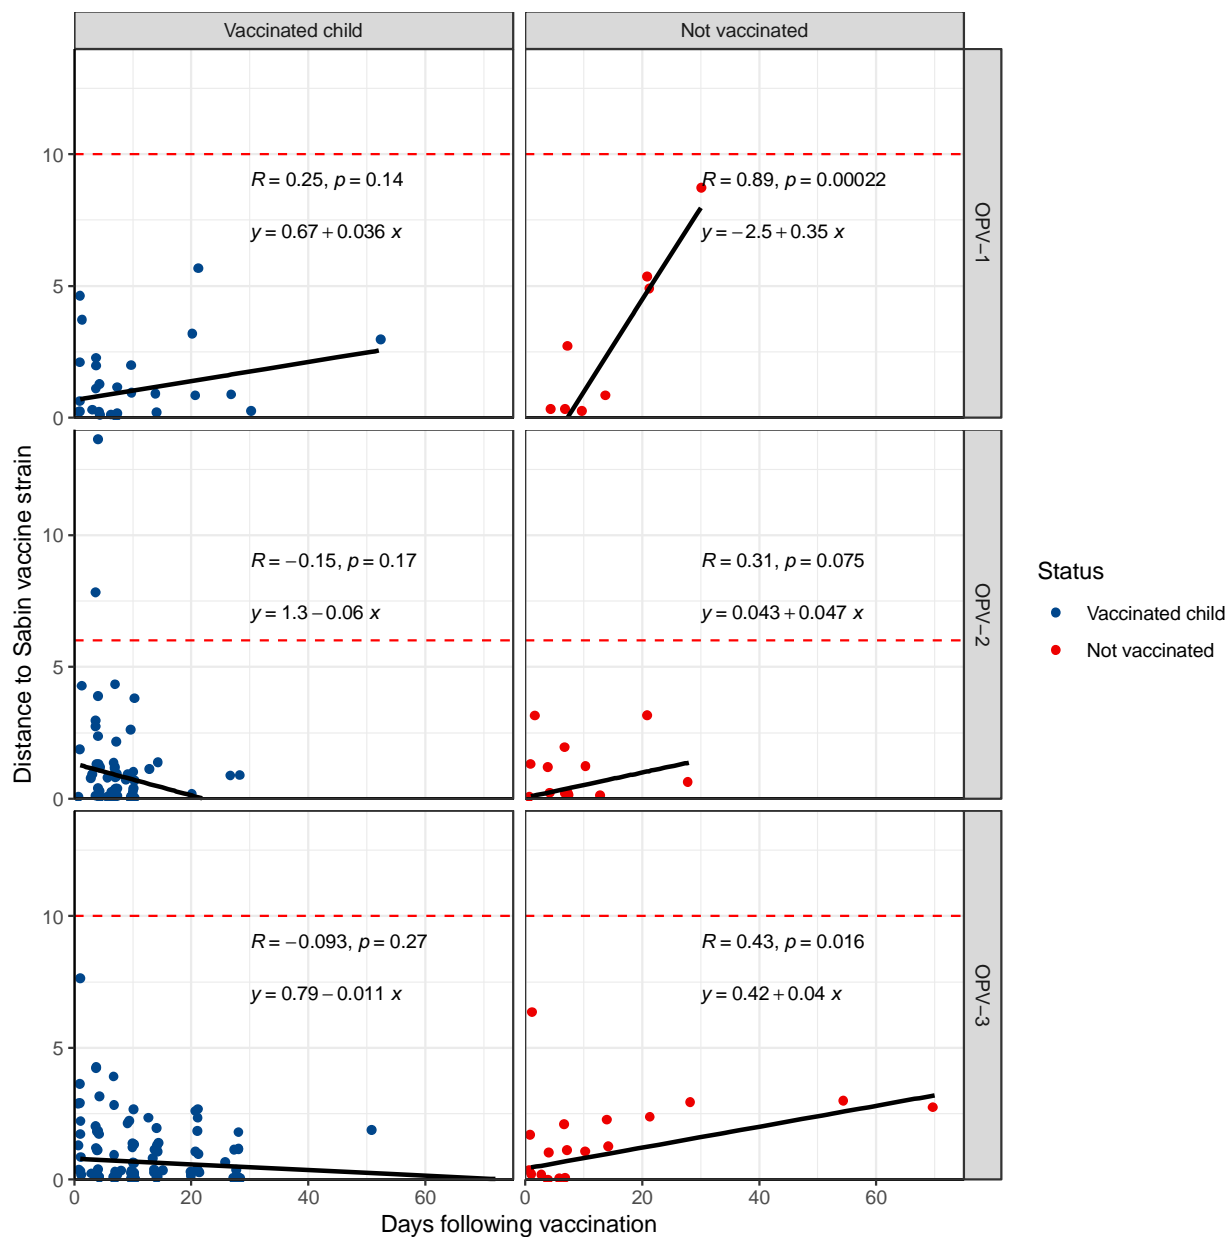 Vaccinated child
Not vaccinated
10
5
0
R = 0.25, p = 0.14
y = 0.67 + 0.036 x
R = 0.89, p = 0.00022
y = −2.5 + 0.35 x
OPV−1
10
5
0
R = −0.15, p = 0.17
y = 1.3 − 0.06 x
R = 0.31, p = 0.075
y = 0.043 + 0.047 x
OPV−2
10
5
0
R = −0.093, p = 0.27
y = 0.79 − 0.011 x
R = 0.43, p = 0.016
y = 0.42 + 0.04 x
OPV−3
0 20 40 60
0 20 40 60
Days following vaccination
Distance to Sabin vaccine strain
Status
Vaccinated child
Not vaccinated